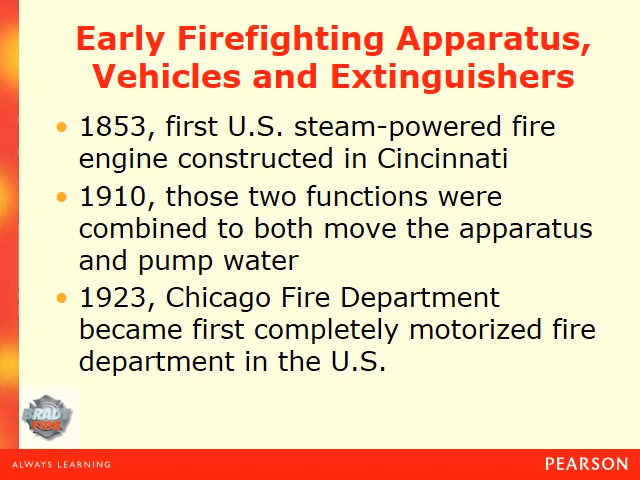 Early Firefighting Apparatus,
Vehicles and Extinguishers
• 1853, first U.S. steam-powered fire
engine constructed in Cincinnati
• 1910, those two functions were
combined to both move the apparatus
and pump water
• 1923, Chicago Fire Department
became first completely motorized fire
department in the U.S.
BRADY
FIRE
ALWAYS LEARNING
PEARSON